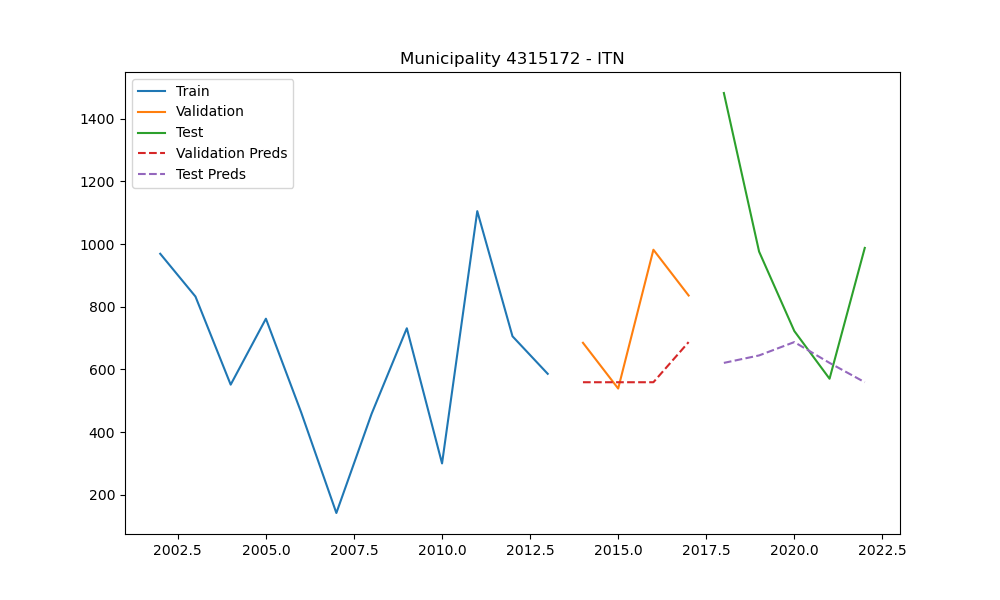 Municipality 4315172 - ITN
Train
Validation
Test
Validation Preds
Test Preds
1400
1200
1000
800
600
400
200
2002.5 2005.0 2007.5 2010.0 2012.5 2015.0 2017.5 2020.0 2022.5